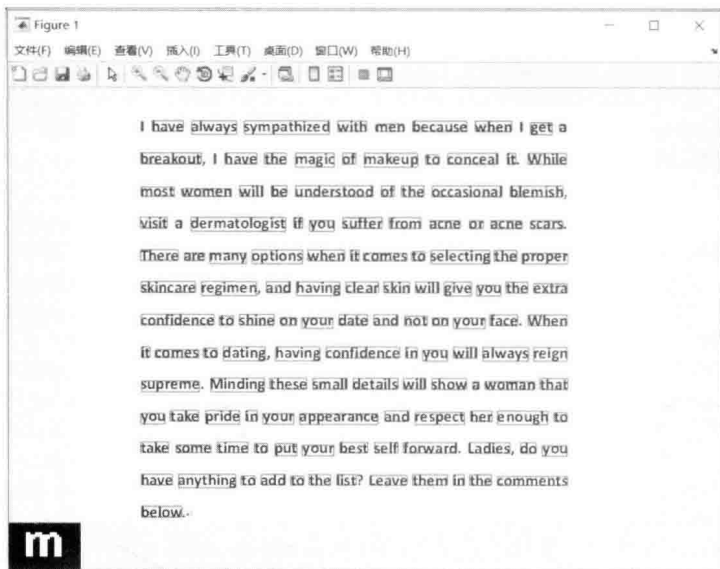 Figure 1
文件(F) 编辑(E) 查看(V) 插入(I) 工具(T) 桌面(D) 窗口(W) 帮助(H)
I have always sympathized with men because when I get a
breakout, I have the magic of makeup to conceal it. While
most women will be understood of the occasional blemish,
visit a dermatologist if you suffer from acne or acne scars.
There are many options when it comes to selecting the proper
skincare regimen, and having clear skin will give you the extra
confidence to shine on your date and not on your face. When
it comes to dating, having confidence in you will always reign
supreme. Minding these small details will show a woman that
you take pride in your appearance and respect her enough to
take some time to put your best self forward. Ladies, do you
have anything to add to the list? Leave them in the comments
below.
m